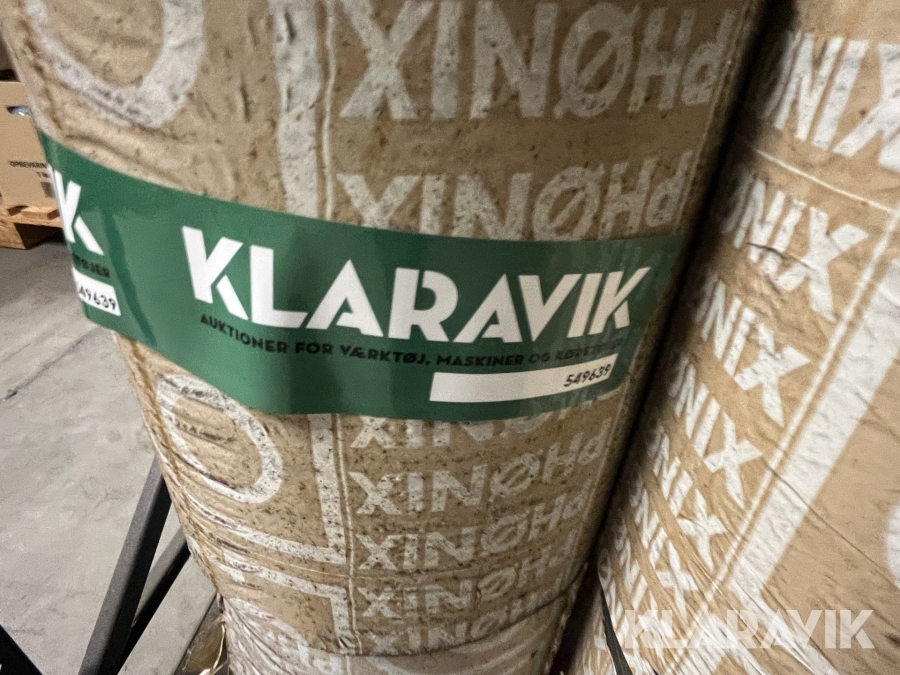 PHØNIX
PHØNIX
KLARAVIK
AUKTIONER FOR VÆRKTØJ, MASKINER OG KØRETØJER
549639
549639
PHØNIX
PHØNIX
PHØNIX
PHØNIX
KLARAVIK